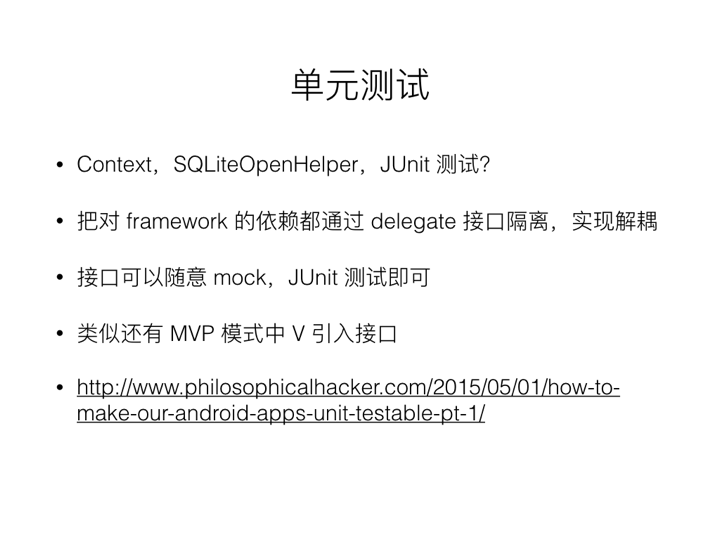 单元测试
• Context，SQLiteOpenHelper，JUnit 测试？
• 把对 framework 的依赖都通过 delegate 接口隔离，实现解耦
• 接口可以随意 mock，JUnit 测试即可
• 类似还有 MVP 模式中 V 引入接口
• http://www.philosophicalhacker.com/2015/05/01/how-to-
make-our-android-apps-unit-testable-pt-1/